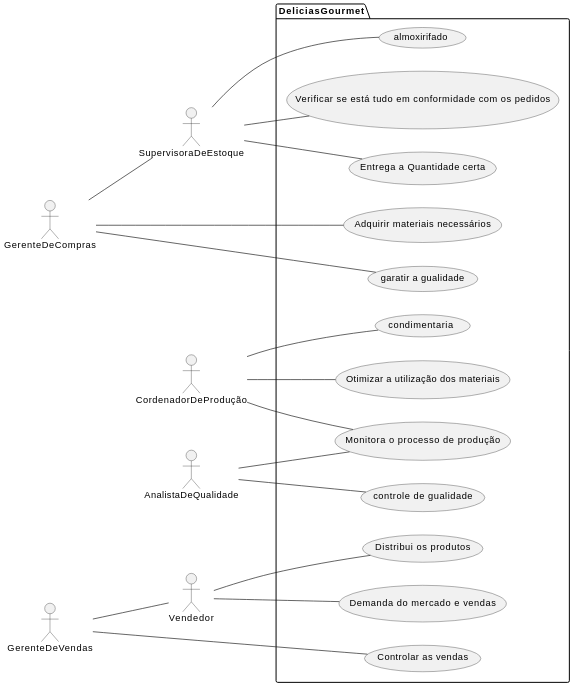 DeliciasGourmet
almoxirifado
Verificar se está tudo em conformidade com os pedidos
SupervisoraDeEstoque
Entrega a Quantidade certa
Adquirir materiais necessários
GerenteDeCompras
garatir a gualidade
condimentaria
Otimizar a utilização dos materiais
CordenadorDeProdução
Monitora o processo de produção
AnalistaDeQualidade
controle de gualidade
Distribui os produtos
Demanda do mercado e vendas
Vendedor
GerenteDeVendas
Controlar as vendas